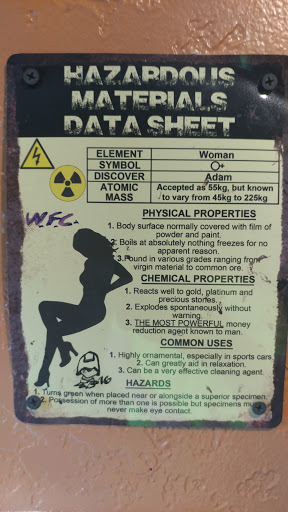 HAZARDOUS
MATERIALS
DATA SHEET
ELEMENT Woman
SYMBOL
DISCOVER Adam
ATOMIC MASS Accepted as 55kg, but known
to vary from 45kg to 225kg
W.F.C.
PHYSICAL PROPERTIES
1. Body surface normally covered with film of
powder and paint.
2. Boils at absolutely nothing freezes for no
apparent reason.
3. Found in various grades ranging from
virgin material to common ore.
CHEMICAL PROPERTIES
1. Reacts well to gold, platinum and
precious stones.
2. Explodes spontaneously without
warning.
3. THE MOST POWERFUL money
reduction agent known to man.
COMMON USES
1. Highly ornamental, especially in sports cars.
2. Can greatly aid in relaxation.
3. Can be a very effective cleaning agent.
16
HAZARDS
1. Turns green when placed near or alongside a superior specimen.
2. Possession of more than one is possible but specimens must
never make eye contact.